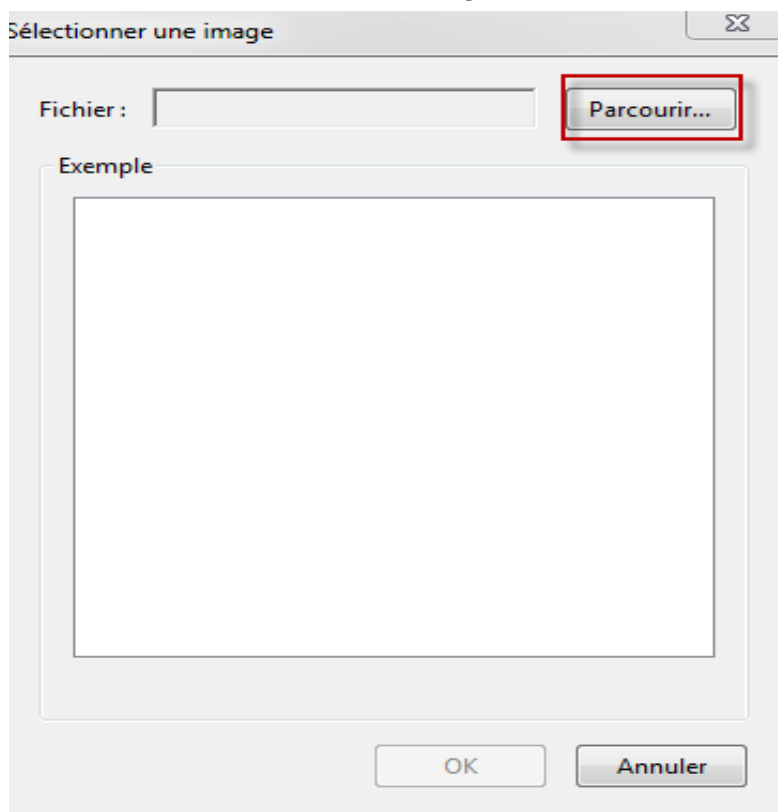 Sélectionner une image
Fichier :
Parcourir...
Exemple
OK
Annuler